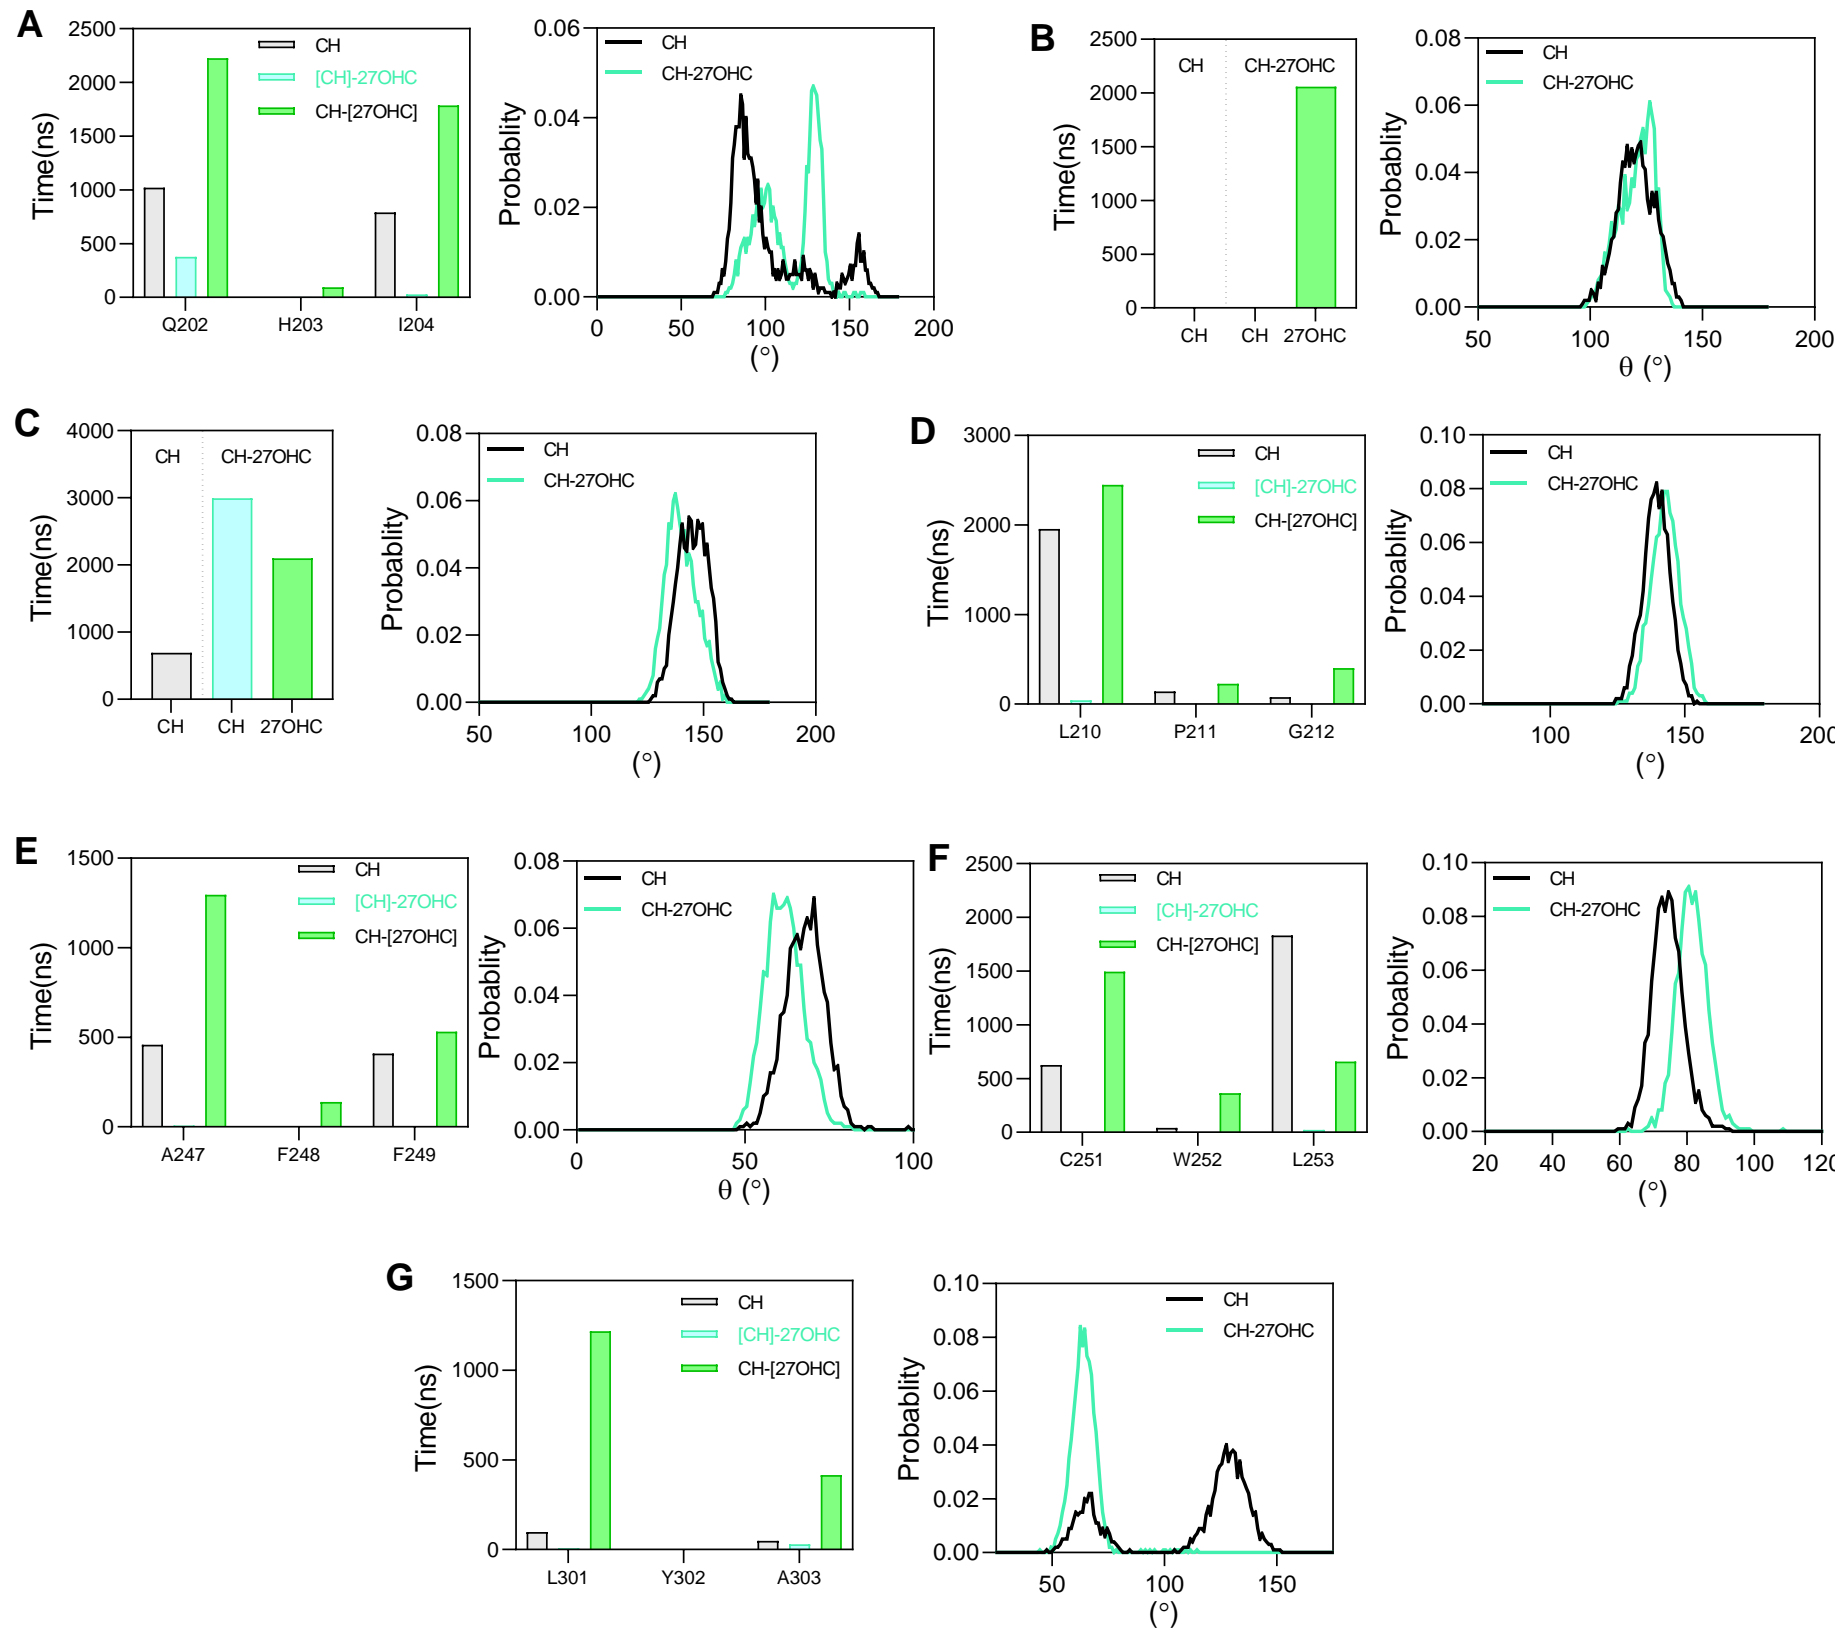 A
2500
2000
1500
1000
500
0
Time(ns)
CH
[CH]-27OHC
CH-[27OHC]
Q202 H203 I204
0.06
0.04
0.02
0.00
Probablity
CH
CH-27OHC
0 50 100 150 200
(°)
B
2500
2000
1500
1000
500
0
Time(ns)
CH CH-27OHC
CH CH 27OHC
0.08
0.06
0.04
0.02
0.00
Probablity
CH
CH-27OHC
50 100 150 200
θ (°)
C
4000
3000
2000
1000
0
Time(ns)
CH CH-27OHC
CH CH 27OHC
0.08
0.06
0.04
0.02
0.00
Probablity
CH
CH-27OHC
50 100 150 200
(°)
D
3000
2000
1000
0
Time(ns)
CH
[CH]-27OHC
CH-[27OHC]
L210 P211 G212
0.10
0.08
0.06
0.04
0.02
0.00
Probablity
CH
CH-27OHC
100 150 200
(°)
E
1500
1000
500
0
Time(ns)
CH
[CH]-27OHC
CH-[27OHC]
A247 F248 F249
0.08
0.06
0.04
0.02
0.00
Probablity
CH
CH-27OHC
0 50 100
θ (°)
F
2500
2000
1500
1000
500
0
Time(ns)
CH
[CH]-27OHC
CH-[27OHC]
C251 W252 L253
0.10
0.08
0.06
0.04
0.02
0.00
Probablity
CH
CH-27OHC
20 40 60 80 100 120
(°)
G
1500
1000
500
0
Time(ns)
CH
[CH]-27OHC
CH-[27OHC]
L301 Y302 A303
0.10
0.08
0.06
0.04
0.02
0.00
Probablity
CH
CH-27OHC
50 100 150
(°)